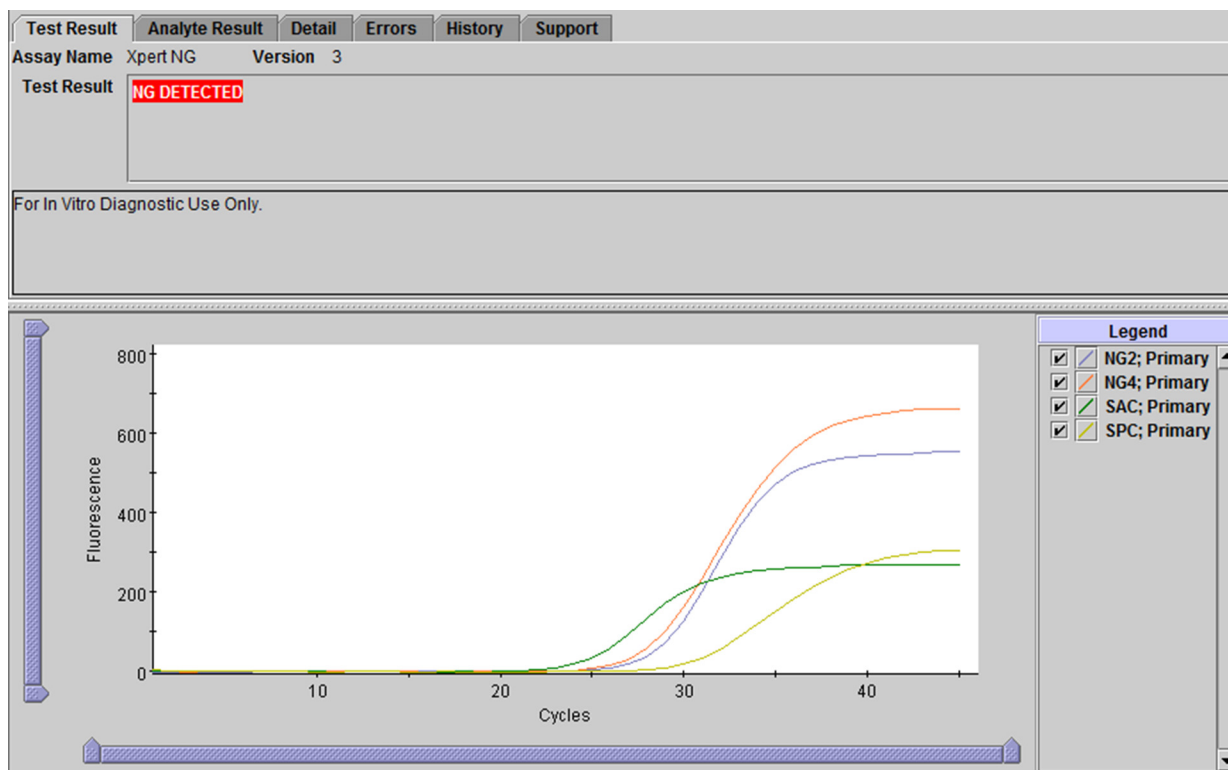 Test Result Analyte Result Detail Errors History Support
Assay Name Xpert NG Version 3
Test Result NG DETECTED
For In Vitro Diagnostic Use Only.
800
600
400
200
0
Fluorescence
10 20 30 40
Cycles
Legend
NG2; Primary
NG4; Primary
SAC; Primary
SPC; Primary